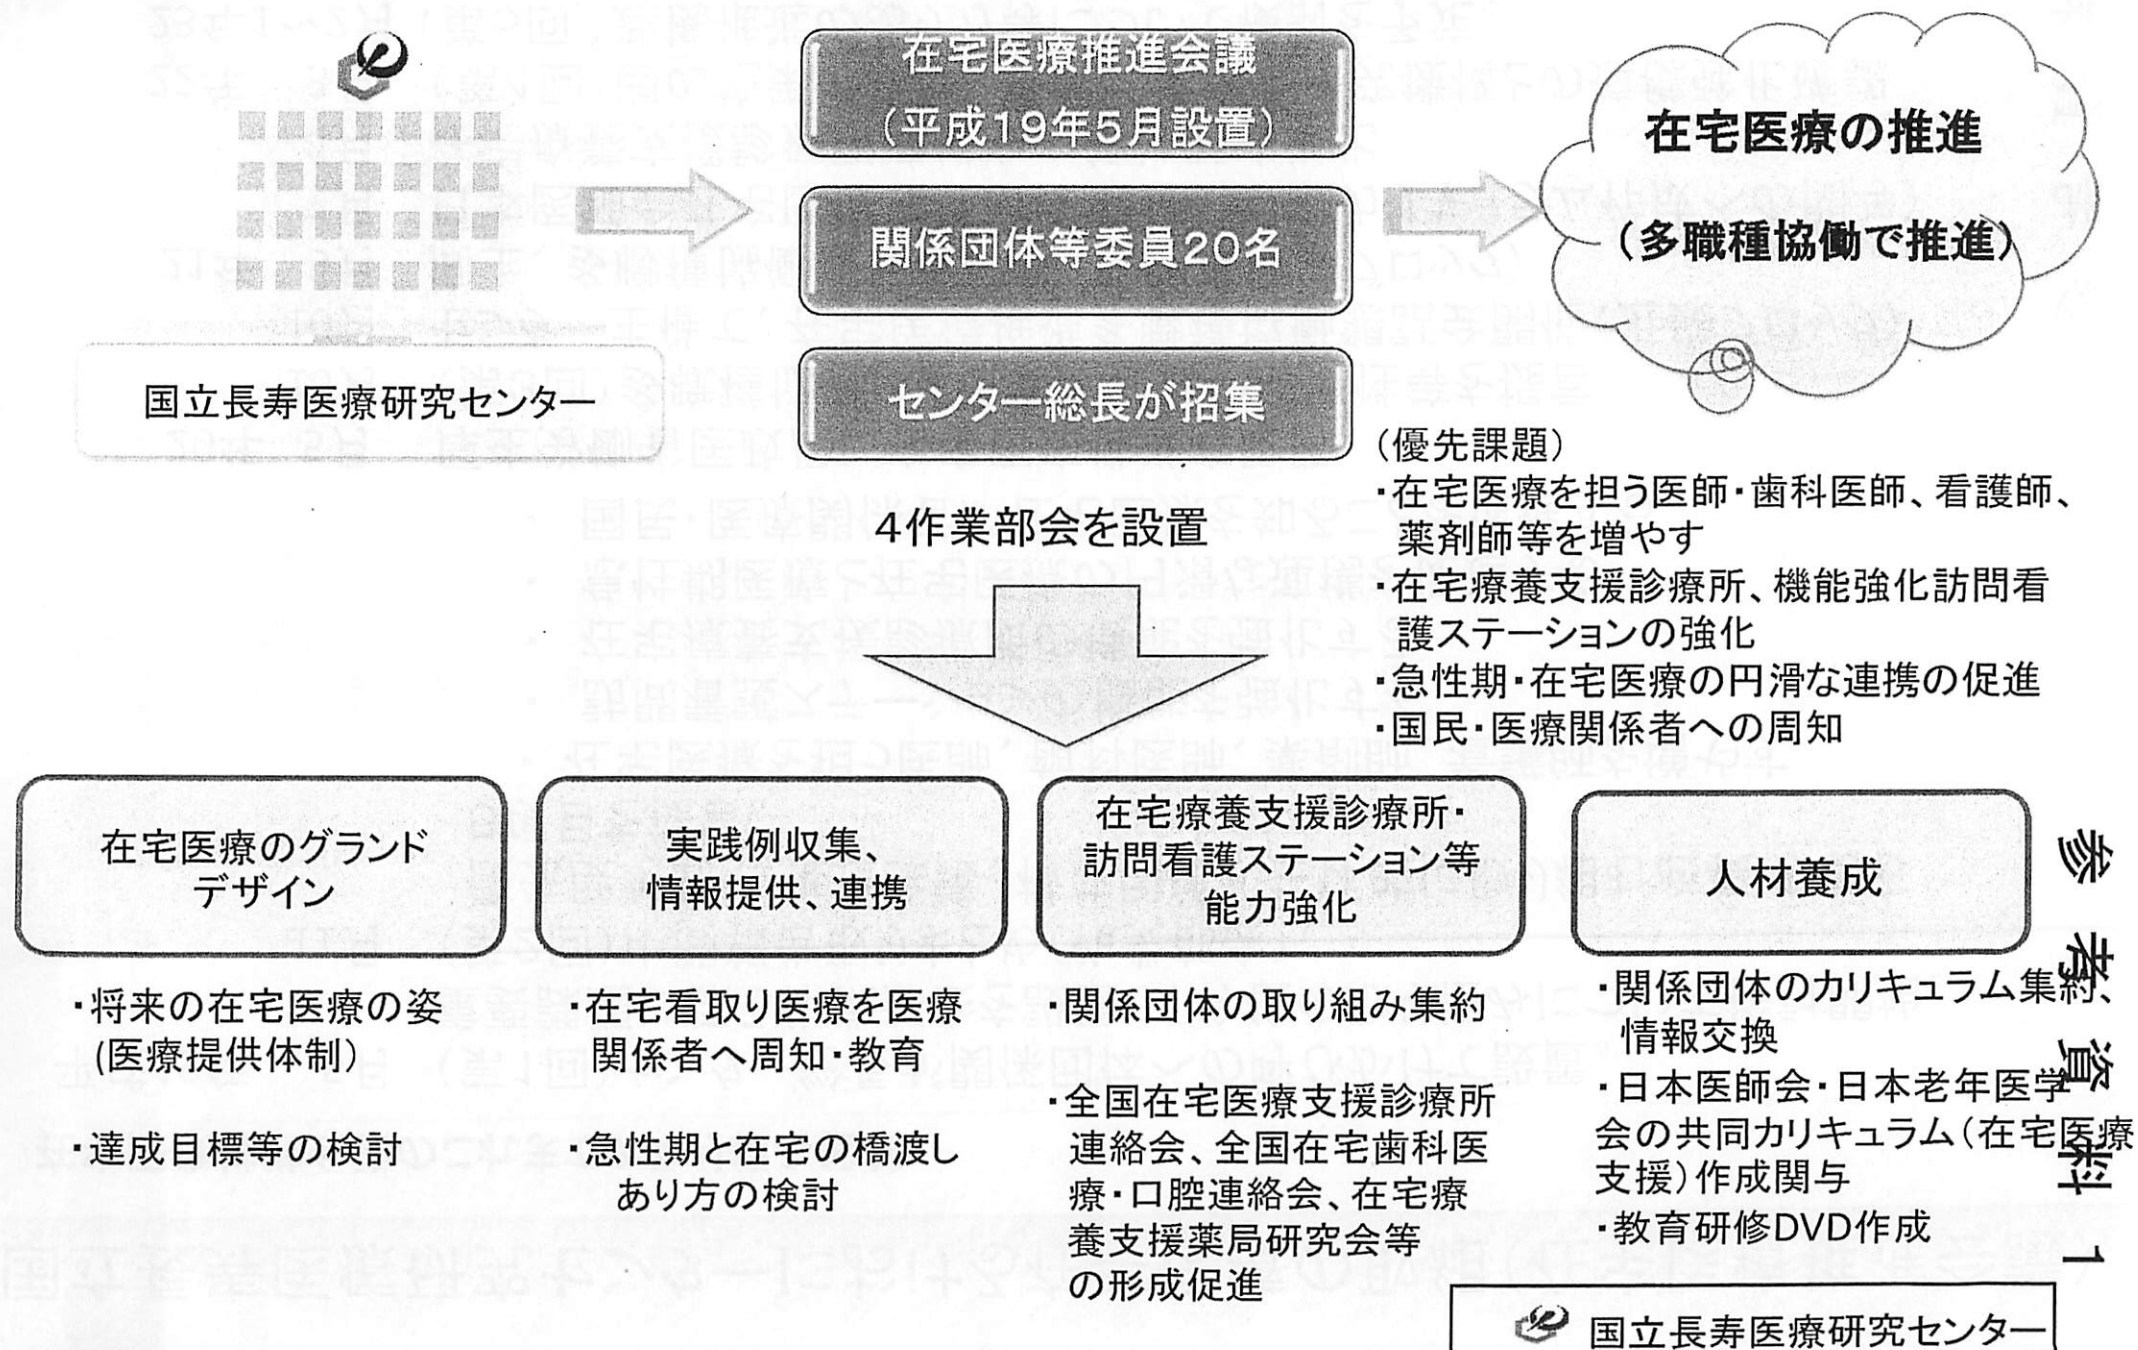 在宅医療推進会議
（平成19年5月設置）
関係団体等委員20名
センター総長が招集
国立長寿医療研究センター
在宅医療の推進
（多職種協働で推進）
（優先課題）
・在宅医療を担う医師・歯科医師、看護師、
薬剤師等を増やす
・在宅療養支援診療所、機能強化訪問看
護ステーションの強化
・急性期・在宅医療の円滑な連携の促進
・国民・医療関係者への周知
4作業部会を設置
在宅医療のグランド
デザイン
・将来の在宅医療の姿
(医療提供体制）
・達成目標等の検討
実践例収集、
情報提供、連携
・在宅看取り医療を医療
関係者へ周知・教育
・急性期と在宅の橋渡し
あり方の検討
在宅療養支援診療所・
訪問看護ステーション等
能力強化
・関係団体の取り組み集約
・全国在宅医療支援診療所
連絡会、全国在宅歯科医
療・口腔連絡会、在宅療
養支援薬局研究会等
の形成促進
人材養成
・関係団体のカリキュラム集約、
情報交換
・日本医師会・日本老年医学
会の共同カリキュラム（在宅医療
支援）作成関与
・教育研修DVD作成
参考資料1
国立長寿医療研究センター